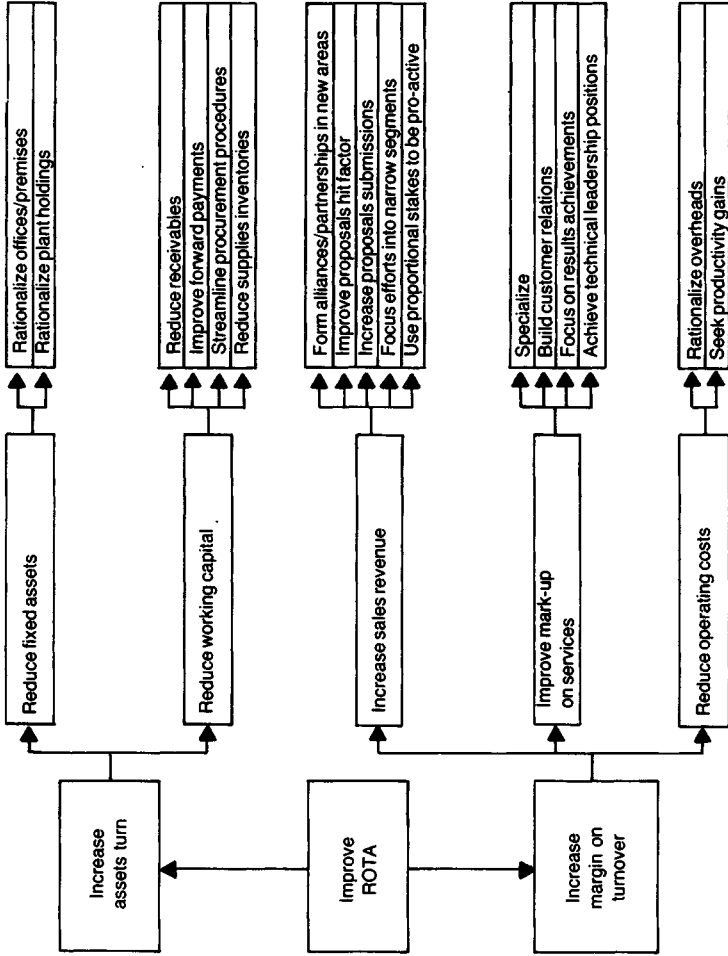 Improve
ROTA
Increase
assets turn
Increase
margin on
turnover
Reduce fixed assets
Reduce working capital
Increase sales revenue
Improve mark-up
on services
Reduce operating costs
Rationalize offices/premises
Rationalize plant holdings
Reduce receivables
Improve forward payments
Streamline procurement procedures
Reduce supplies inventories
Form alliances/partnerships in new areas
Improve proposals hit factor
Increase proposals submissions
Focus efforts into narrow segments
Use proportional stakes to be pro-active
Specialize
Build customer relations
Focus on results achievements
Achieve technical leadership positions
Rationalize overheads
Seek productivity gains